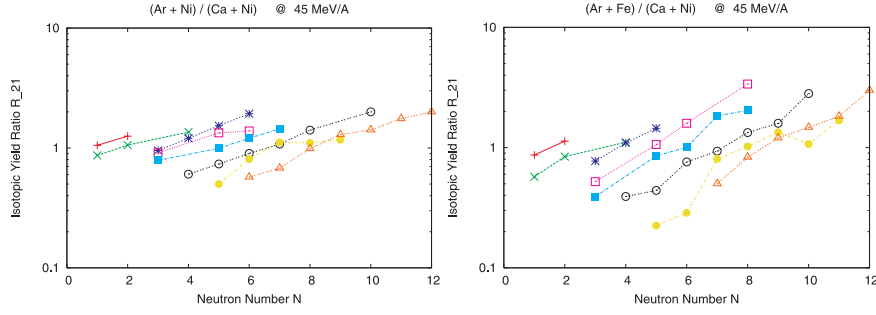 (Ar + Ni) / (Ca + Ni) @ 45 MeV/A
Isotopic Yield Ratio R_21
10
1
0.1
0 2 4 6 8 10 12
Neutron Number N
(Ar + Fe) / (Ca + Ni) @ 45 MeV/A
Isotopic Yield Ratio R_21
10
1
0.1
0 2 4 6 8 10 12
Neutron Number N